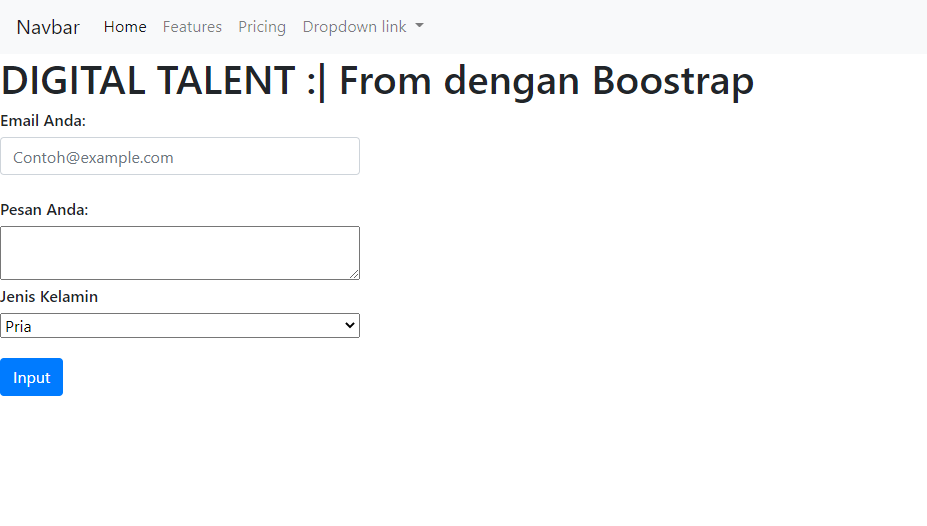 Navbar Home Features Pricing Dropdown link
DIGITAL TALENT :| From dengan Boostrap
Email Anda:
Contoh@example.com
Pesan Anda:
Jenis Kelamin
Pria
Input